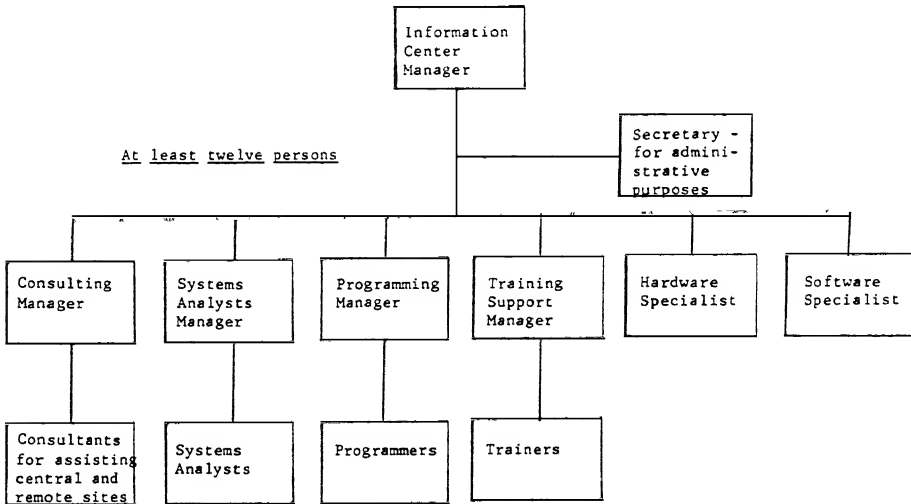 Information
Center
Manager
At least twelve persons
Secretary -
for admini-
strative
purposes
Consulting
Manager
Systems
Analysts
Manager
Programming
Manager
Training
Support
Manager
Hardware
Specialist
Software
Specialist
Consultants
for assisting
central and
remote sites
Systems
Analysts
Programmers
Trainers